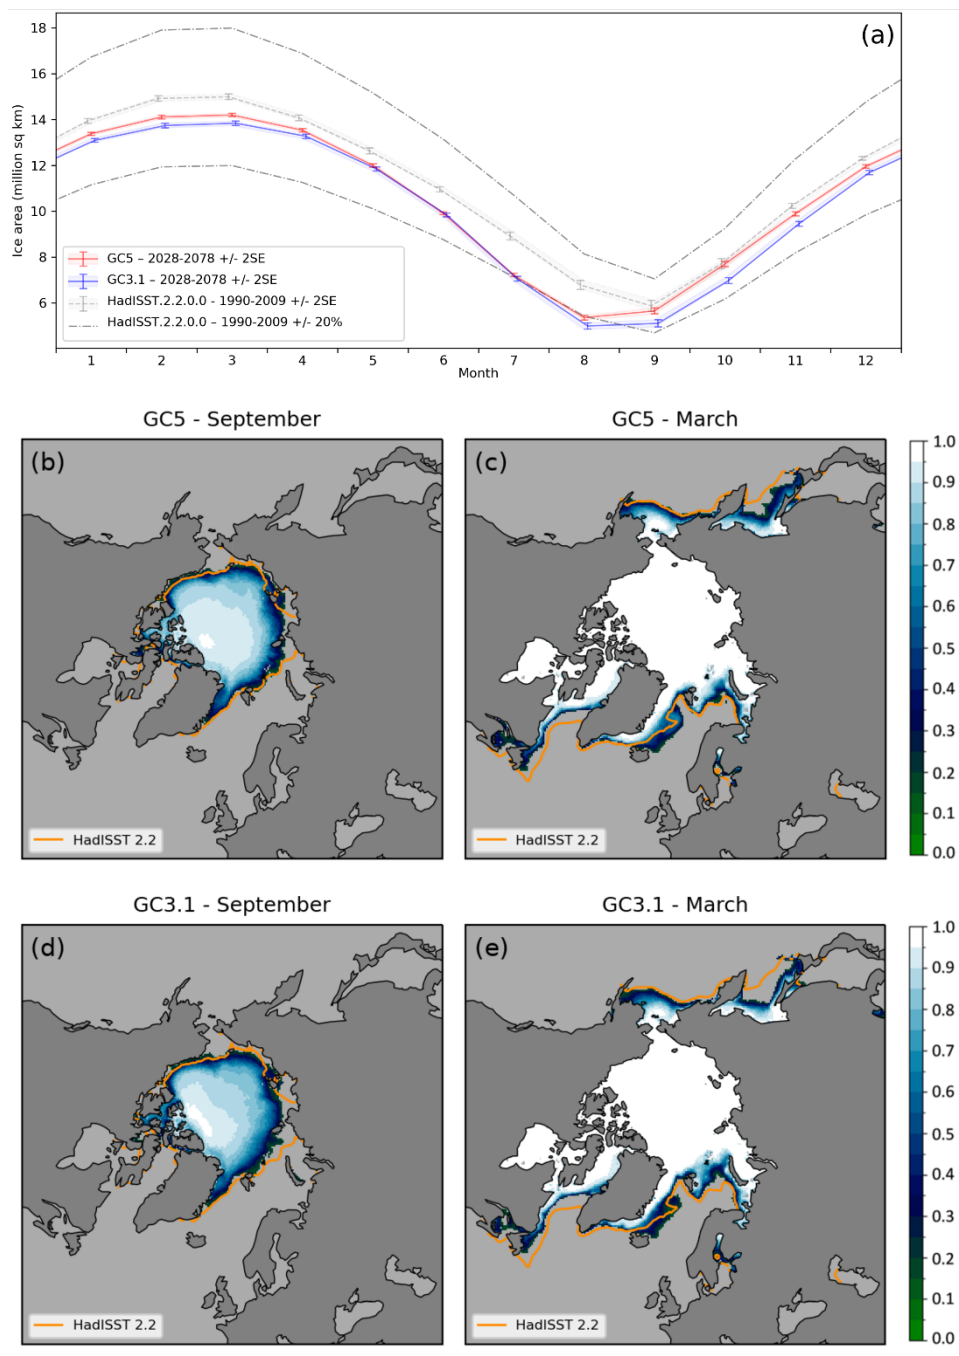 (a)
Ice area (million sq km)
18
16
14
12
10
8
6
GC5 – 2028-2078 +/- 2SE
GC3.1 – 2028-2078 +/- 2SE
HadISST.2.2.0.0 - 1990-2009 +/- 2SE
HadISST.2.2.0.0 – 1990-2009 +/- 20%
1 2 3 4 5 6 7 8 9 10 11 12
Month
GC5 - September
GC5 - March
(b)
(c)
HadISST 2.2
HadISST 2.2
1.0
0.9
0.8
0.7
0.6
0.5
0.4
0.3
0.2
0.1
0.0
GC3.1 - September
GC3.1 - March
(d)
(e)
HadISST 2.2
HadISST 2.2
1.0
0.9
0.8
0.7
0.6
0.5
0.4
0.3
0.2
0.1
0.0